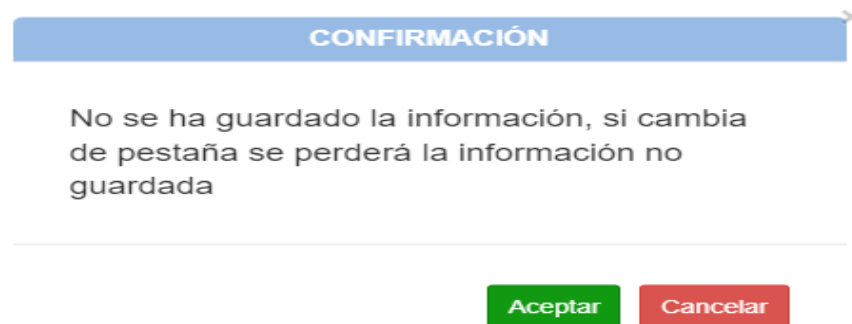 CONFIRMACIÓN
No se ha guardado la información, si cambia
de pestaña se perderá la información no
guardada
Aceptar Cancelar